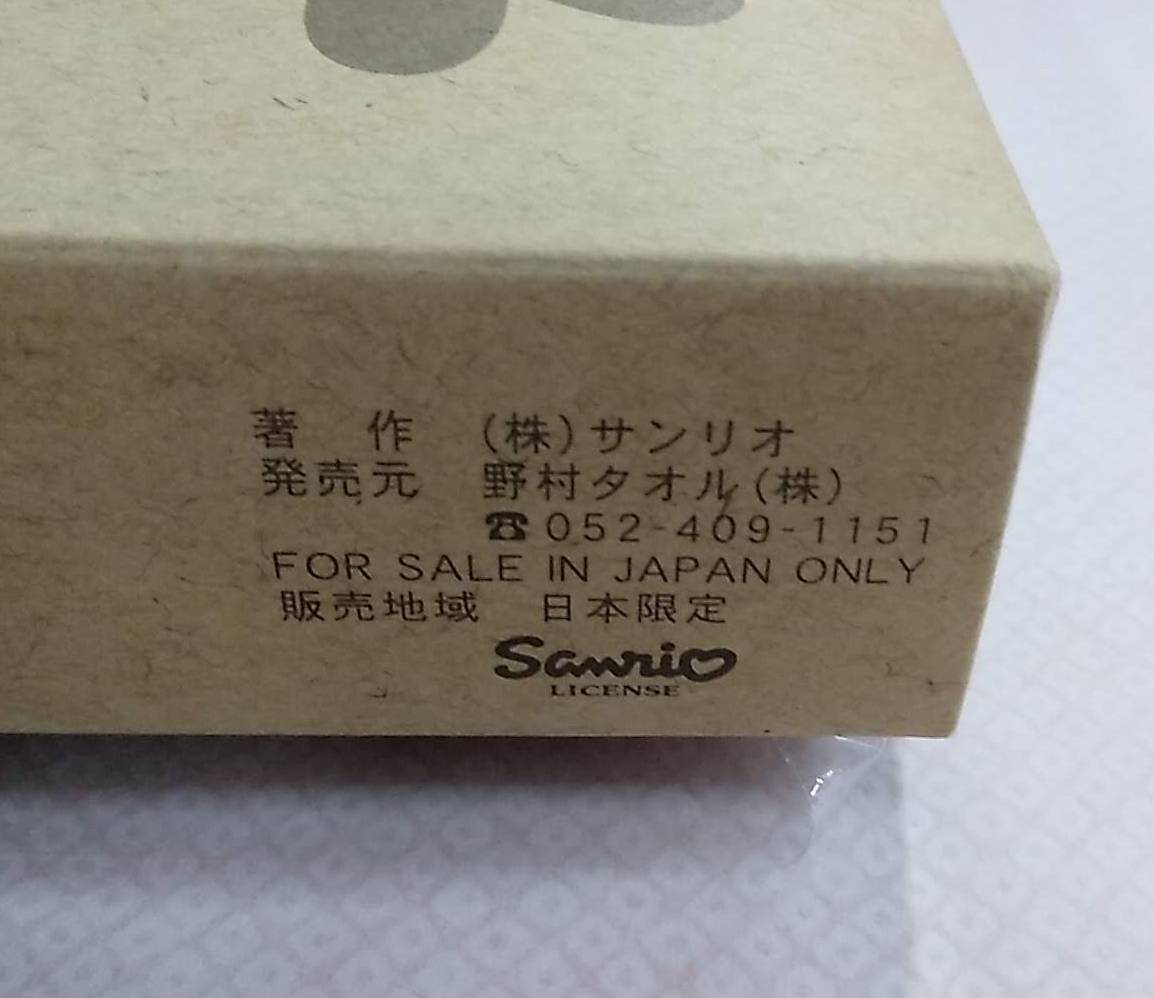 著　作　(株)サンリオ
発売元　野村タオル(株)
☎052-409-1151
FOR SALE IN JAPAN ONLY
販売地域　日本限定
Sanrio
LICENSE